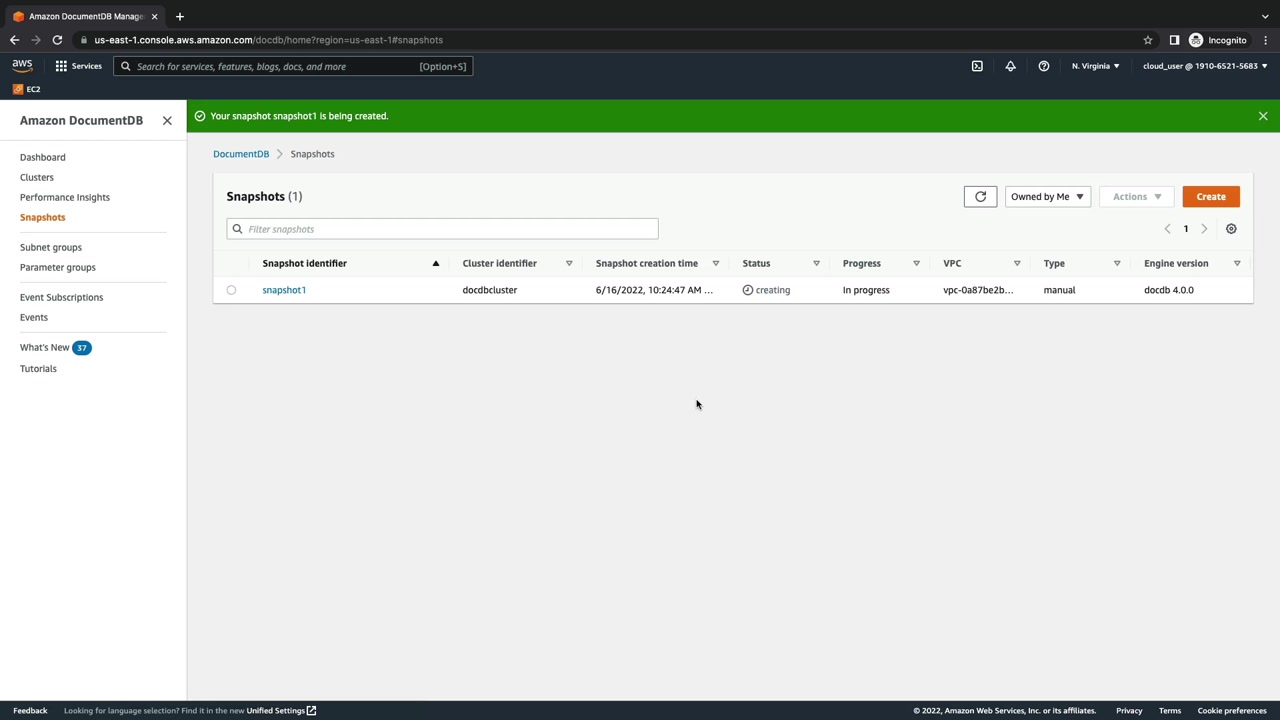 Amazon DocumentDB Manage
us-east-1.console.aws.amazon.com/docdb/home?region=us-east-1#snapshots
Incognito
aws
Services
Search for services, features, blogs, docs, and more
[Option+S]
N. Virginia
cloud_user @ 1910-6521-5683
EC2
Amazon DocumentDB
Dashboard
Clusters
Performance Insights
Snapshots
Subnet groups
Parameter groups
Event Subscriptions
Events
What's New 37
Tutorials
Your snapshot snapshot1 is being created.
DocumentDB > Snapshots
Snapshots (1)
Owned by Me
Actions
Create
Filter snapshots
1
Snapshot identifier Cluster identifier Snapshot creation time Status Progress VPC Type Engine version
snapshot1 docdbcluster 6/16/2022, 10:24:47 AM ... creating In progress vpc-0a87be2b... manual docdb 4.0.0
Feedback Looking for language selection? Find it in the new Unified Settings
© 2022, Amazon Web Services, Inc. or its affiliates. Privacy Terms Cookie preferences